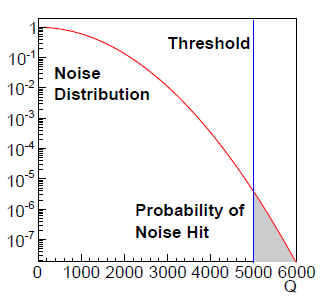 1
Threshold
10-1
Noise
Distribution
10-2
10-3
10-4
10-5
10-6
Probability of
Noise Hit
10-7
0 1000 2000 3000 4000 5000 6000
Q